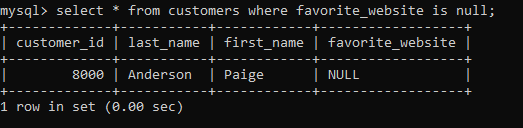 mysql> select * from customers where favorite_website is null;
+-------------+-----------+------------+------------------+
| customer_id | last_name | first_name | favorite_website |
+-------------+-----------+------------+------------------+
|        8000 | Anderson  | Paige      | NULL             |
+-------------+-----------+------------+------------------+
1 row in set (0.00 sec)